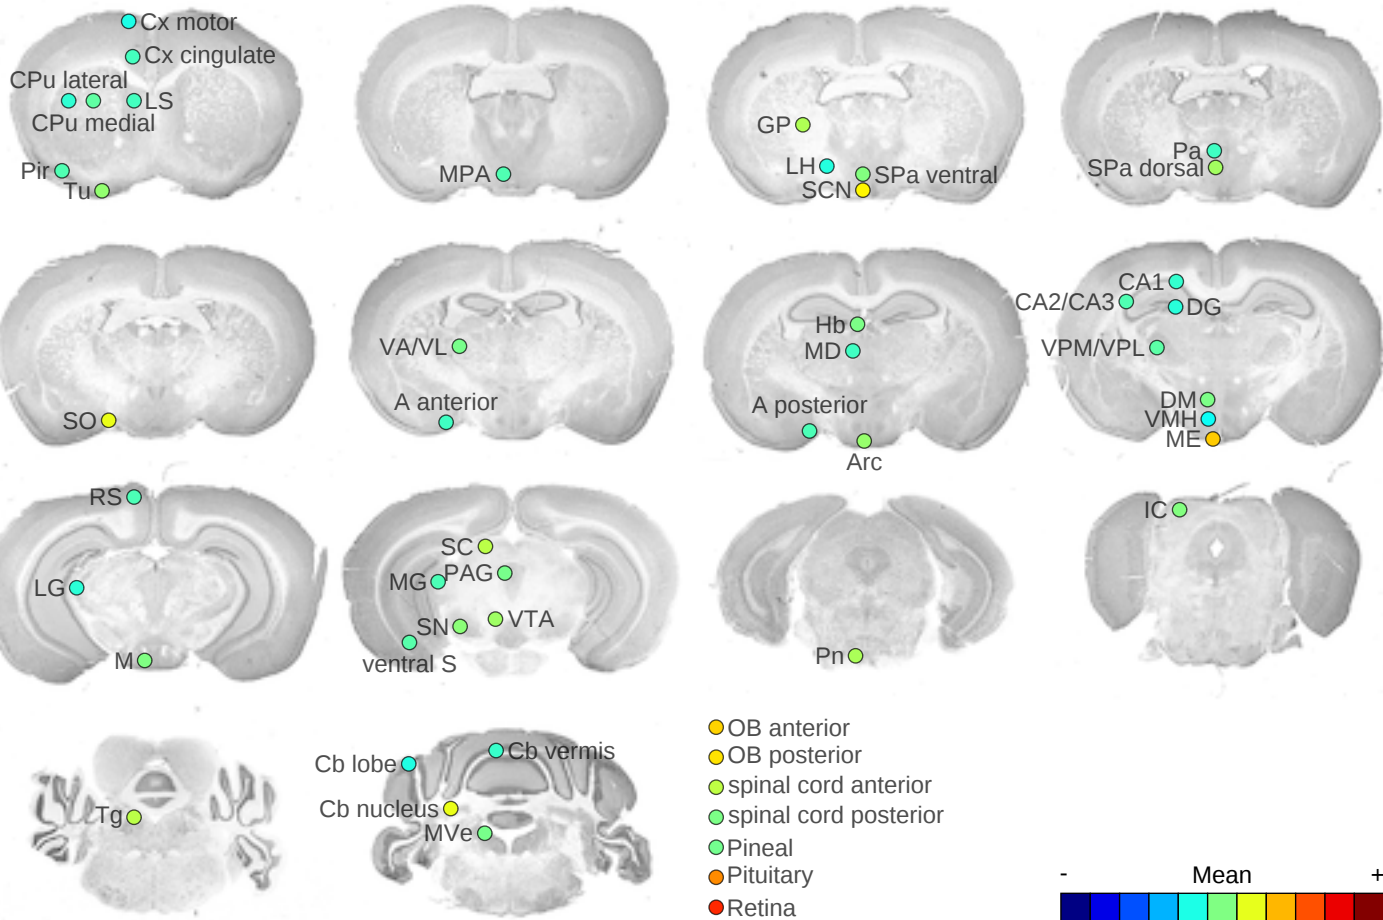 Cx motor
Cx cingulate
CPu lateral
LS
CPu medial
Pir
Tu
MPA
GP
LH
SPa ventral
SCN
Pa
SPa dorsal
SO
VA/VL
A anterior
Hb
MD
A posterior
Arc
CA1
CA2/CA3
DG
VPM/VPL
DM
VMH
ME
RS
LG
M
SC
PAG
MG
VTA
SN
ventral S
Pn
IC
Tg
Cb lobe
Cb vermis
Cb nucleus
MVe
OB anterior
OB posterior
spinal cord anterior
spinal cord posterior
Pineal
Pituitary
Retina
- Mean +